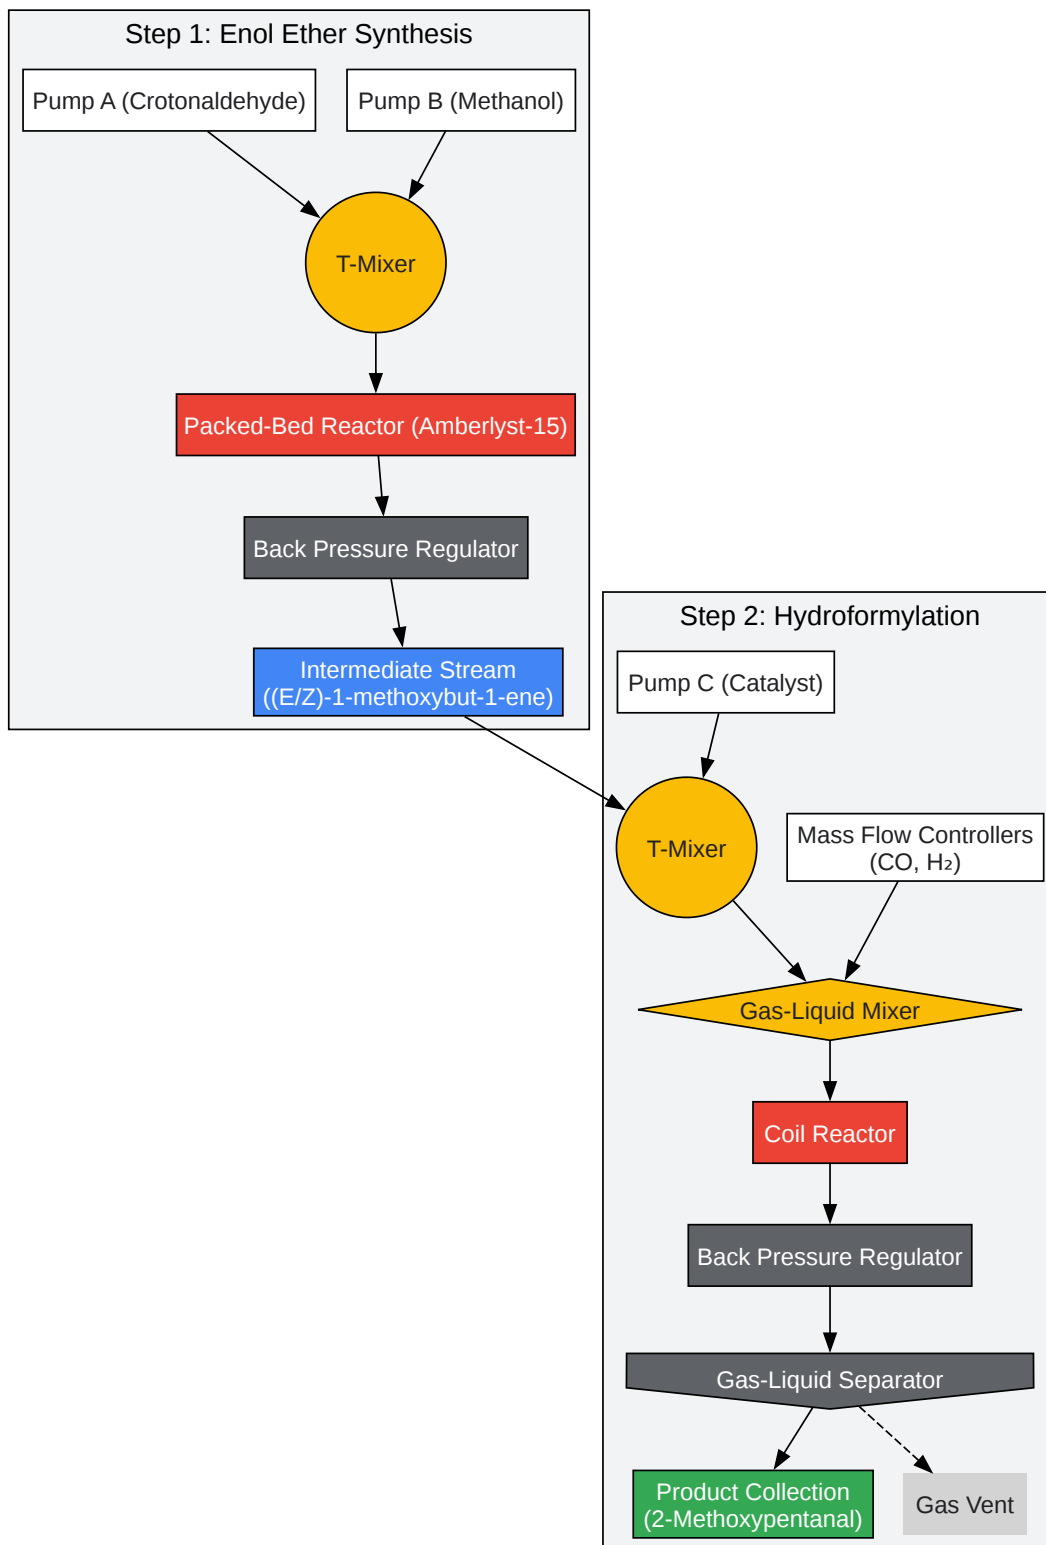 Step 1: Enol Ether Synthesis
Pump A (Crotonaldehyde)
Pump B (Methanol)
T-Mixer
Packed-Bed Reactor (Amberlyst-15)
Back Pressure Regulator
Intermediate Stream
((E/Z)-1-methoxybut-1-ene)
Step 2: Hydroformylation
Pump C (Catalyst)
T-Mixer
Mass Flow Controllers
(CO, H₂)
Gas-Liquid Mixer
Coil Reactor
Back Pressure Regulator
Gas-Liquid Separator
Product Collection
(2-Methoxypentanal)
Gas Vent